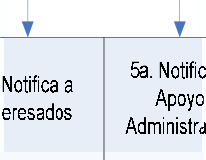 Notifica a
eresados
5a. Notific
Apoyo
Administra